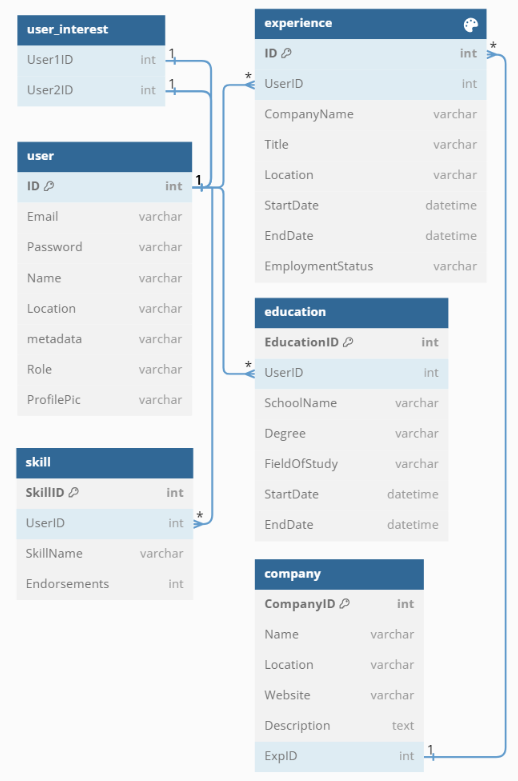 user_interest
User1ID int 1
User2ID int 1
user
ID int 1
Email varchar
Password varchar
Name varchar
Location varchar
metadata varchar
Role varchar
ProfilePic varchar
skill
SkillID int
UserID int *
SkillName varchar
Endorsements int
experience
ID int *
* UserID int
CompanyName varchar
Title varchar
Location varchar
StartDate datetime
EndDate datetime
EmploymentStatus varchar
education
EducationID int
* UserID int
SchoolName varchar
Degree varchar
FieldOfStudy varchar
StartDate datetime
EndDate datetime
company
CompanyID int
Name varchar
Location varchar
Website varchar
Description text
ExpID int 1